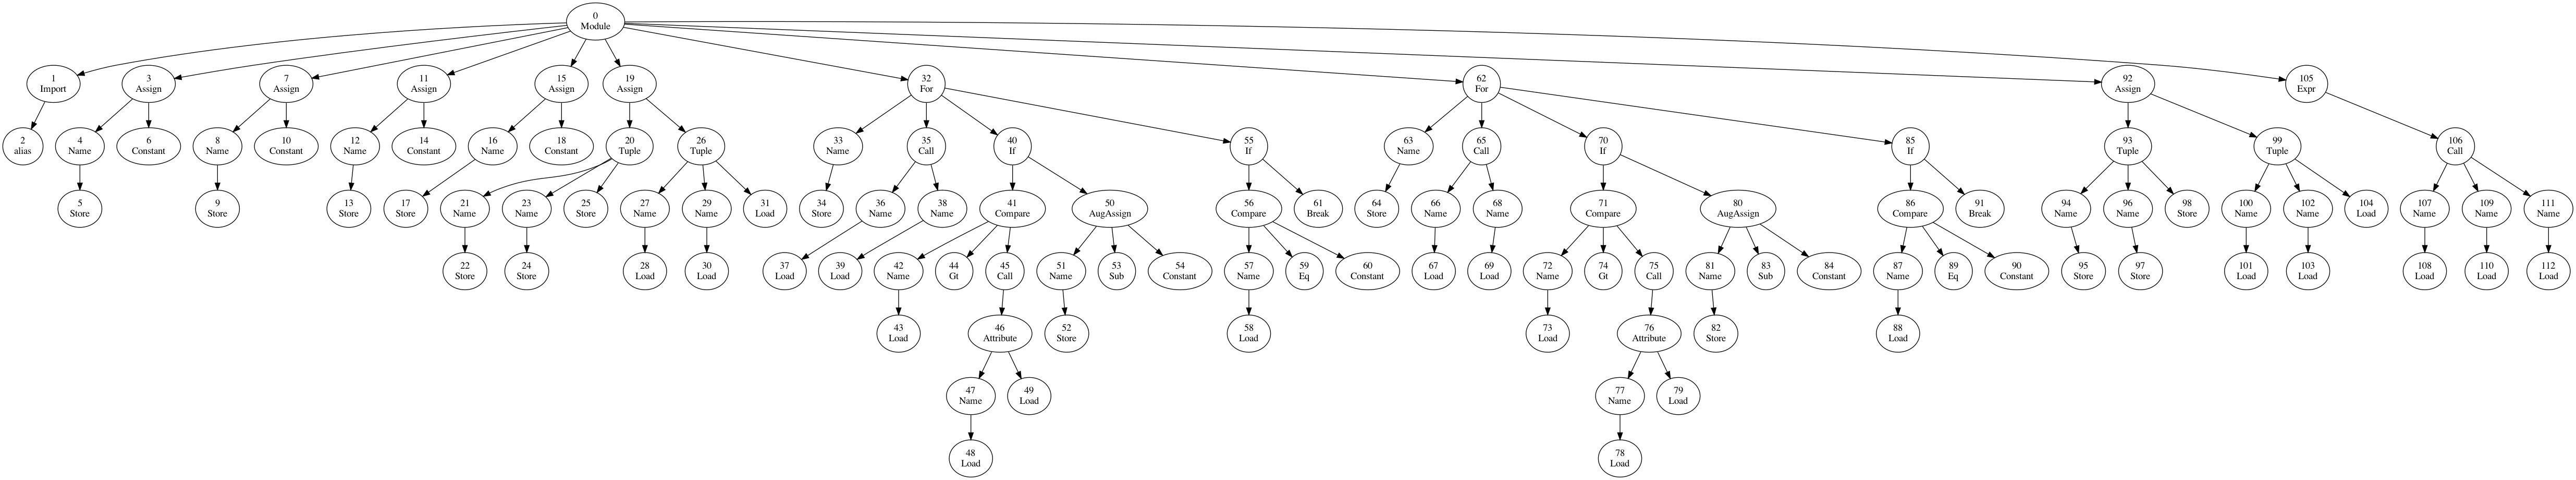 0
Module
1
Import
3
Assign
7
Assign
11
Assign
15
Assign
19
Assign
32
For
62
For
92
Assign
105
Expr
2
alias
4
Name
6
Constant
8
Name
10
Constant
12
Name
14
Constant
16
Name
18
Constant
20
Tuple
26
Tuple
33
Name
35
Call
40
If
55
If
63
Name
65
Call
70
If
85
If
93
Tuple
99
Tuple
106
Call
5
Store
9
Store
13
Store
17
Store
21
Name
23
Name
25
Store
27
Name
29
Name
31
Load
34
Store
36
Name
38
Name
41
Compare
50
AugAssign
56
Compare
61
Break
64
Store
66
Name
68
Name
71
Compare
80
AugAssign
86
Compare
91
Break
94
Name
96
Name
98
Store
100
Name
102
Name
104
Load
107
Name
109
Name
111
Name
22
Store
24
Store
28
Load
30
Load
37
Load
39
Load
42
Name
44
Gt
45
Call
51
Name
53
Sub
54
Constant
57
Name
59
Eq
60
Constant
67
Load
69
Load
72
Name
74
Gt
75
Call
81
Name
83
Sub
84
Constant
87
Name
89
Eq
90
Constant
95
Store
97
Store
101
Load
103
Load
108
Load
110
Load
112
Load
43
Load
46
Attribute
52
Store
58
Load
73
Load
76
Attribute
82
Store
88
Load
47
Name
49
Load
77
Name
79
Load
48
Load
78
Load